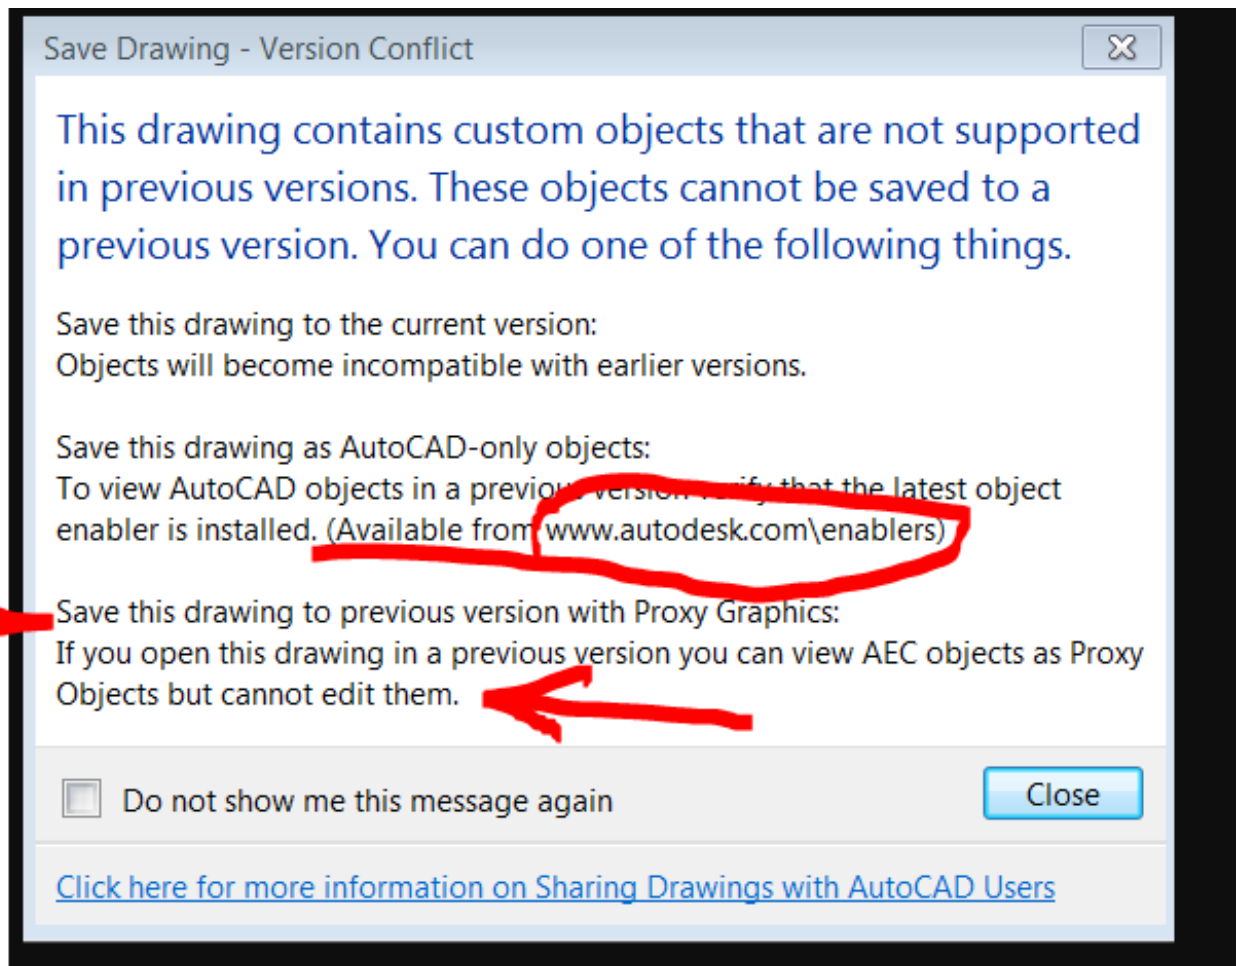 Save Drawing - Version Conflict
This drawing contains custom objects that are not supported
in previous versions. These objects cannot be saved to a
previous version. You can do one of the following things.
Save this drawing to the current version:
Objects will become incompatible with earlier versions.
Save this drawing as AutoCAD-only objects:
To view AutoCAD objects in a previous version verify that the latest object
enabler is installed. (Available from www.autodesk.com\enablers)
Save this drawing to previous version with Proxy Graphics:
If you open this drawing in a previous version you can view AEC objects as Proxy
Objects but cannot edit them.
Do not show me this message again
Close
Click here for more information on Sharing Drawings with AutoCAD Users